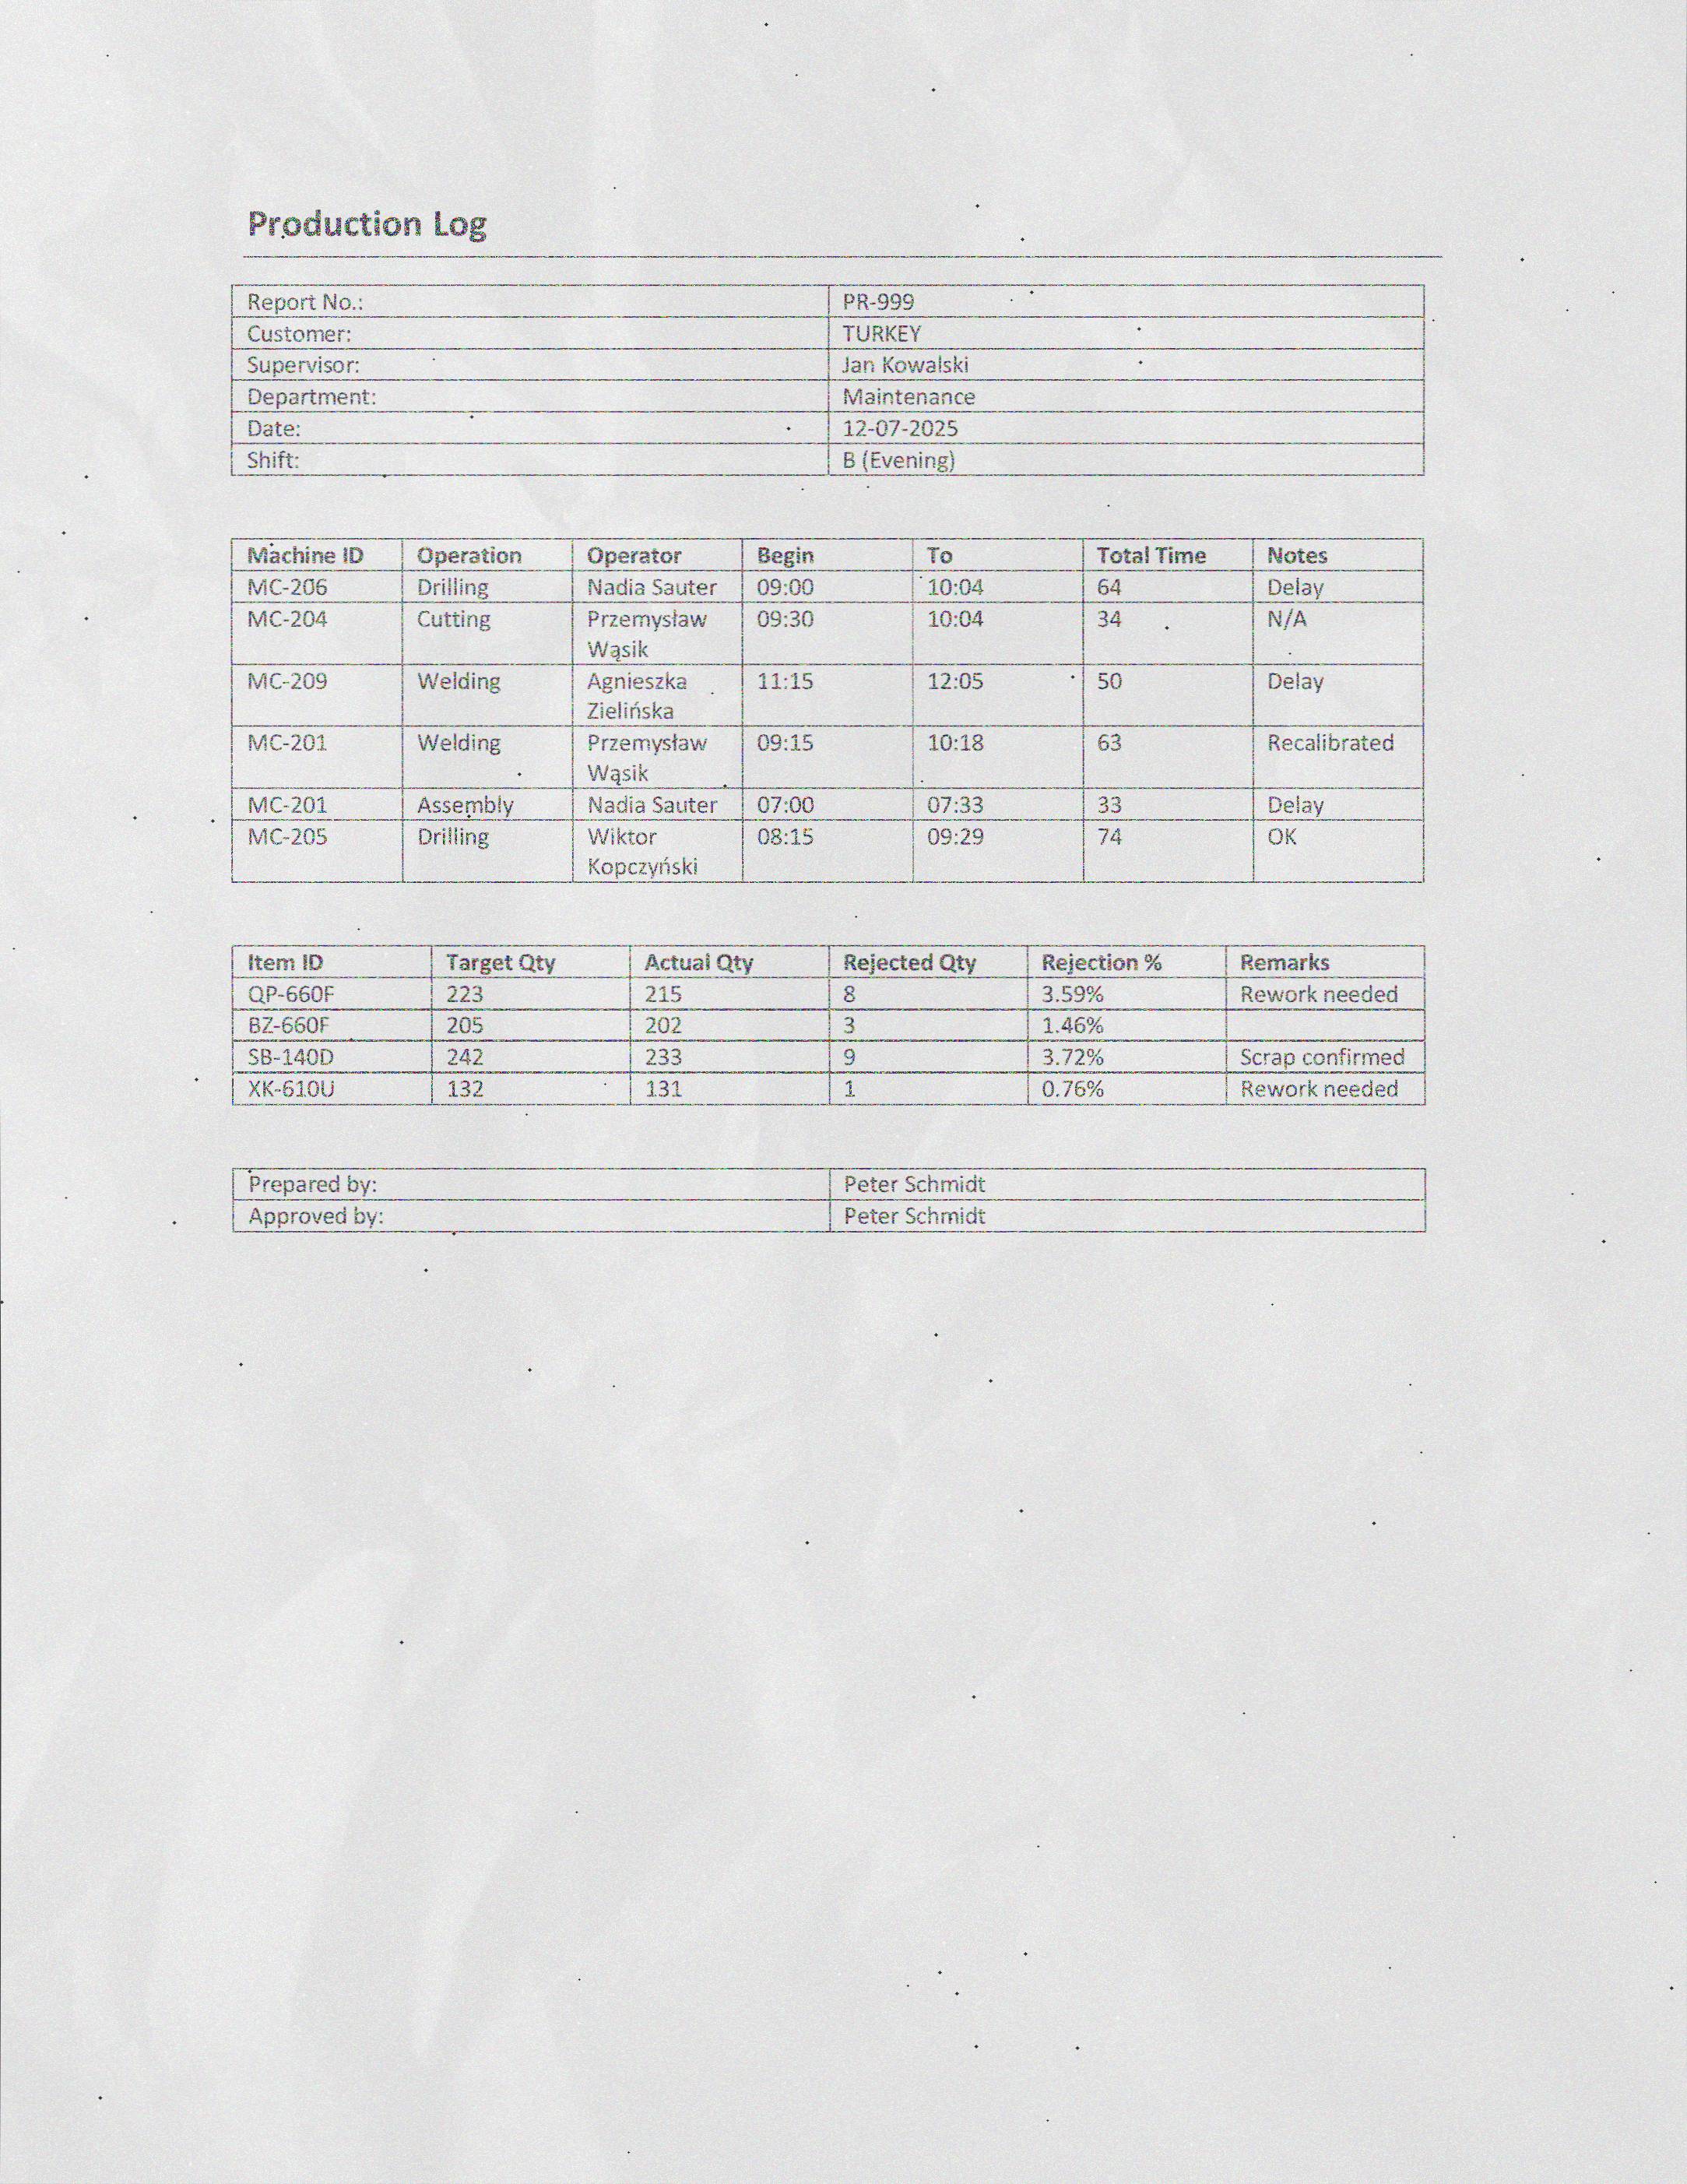 Production Log
Report No.: PR-999
Customer: TURKEY
Supervisor: Jan Kowalski
Department: Maintenance
Date: 12-07-2025
Shift: B (Evening)
Machine ID Operation Operator Begin To Total Time Notes
MC-206 Drilling Nadia Sauter 09:00 10:04 64 Delay
MC-204 Cutting Przemysław 09:30 10:04 34 N/A
Wąsik
MC-209 Welding Agnieszka 11:15 12:05 50 Delay
Zielińska
MC-201 Welding Przemysław 09:15 10:18 63 Recalibrated
Wąsik
MC-201 Assembly Nadia Sauter 07:00 07:33 33 Delay
MC-205 Drilling Wiktor 08:15 09:29 74 OK
Kopczyński
Item ID Target Qty Actual Qty Rejected Qty Rejection % Remarks
QP-660F 223 215 8 3.59% Rework needed
BZ-660F 205 202 3 1.46%
SB-140D 242 233 9 3.72% Scrap confirmed
XK-610U 132 131 1 0.76% Rework needed
Prepared by: Peter Schmidt
Approved by: Peter Schmidt